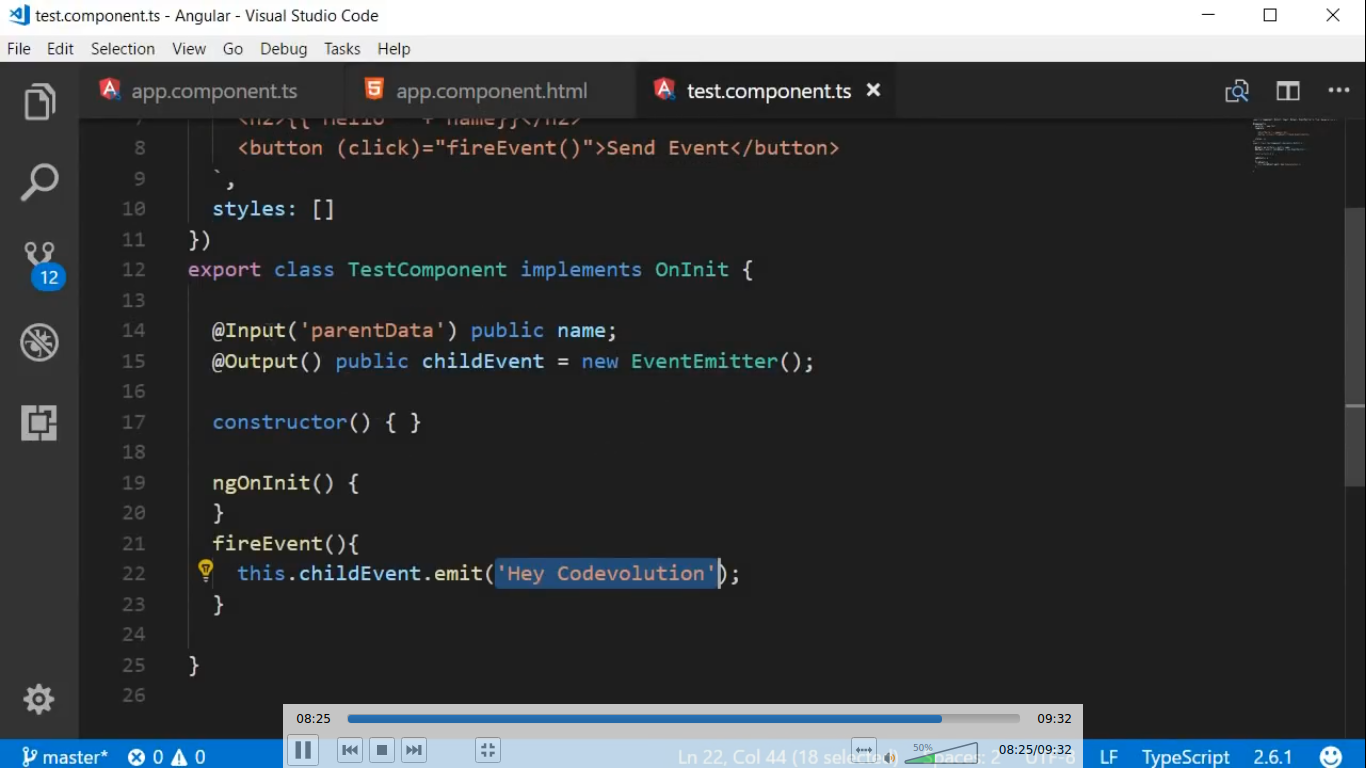 test.component.ts - Angular - Visual Studio Code
File Edit Selection View Go Debug Tasks Help
app.component.ts app.component.html test.component.ts
8 <button (click)="fireEvent()">Send Event</button>
9 `,
10 styles: []
11 })
12 export class TestComponent implements OnInit {
13
14 @Input('parentData') public name;
15 @Output() public childEvent = new EventEmitter();
16
17 constructor() { }
18
19 ngOnInit() {
20 }
21 fireEvent(){
22 this.childEvent.emit('Hey Codevolution');
23 }
24
25 }
26
12
08:25 09:32
50% 08:25/09:32
master* 0 0 Ln 22, Col 44 (18 selected) Spaces: 2 UTF-8 LF TypeScript 2.6.1